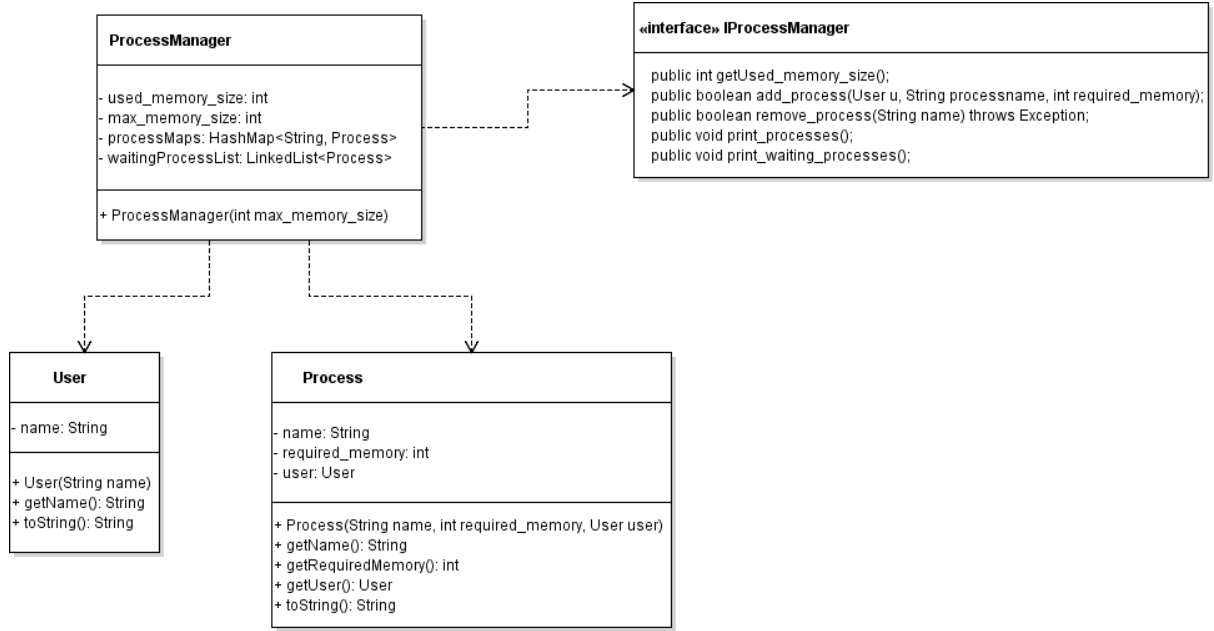 ProcessManager
- used_memory_size: int
- max_memory_size: int
- processMaps: HashMap<String, Process>
- waitingProcessList: LinkedList<Process>
+ ProcessManager(int max_memory_size)
«interface» IProcessManager
public int getUsed_memory_size();
public boolean add_process(User u, String processname, int required_memory);
public boolean remove_process(String name) throws Exception;
public void print_processes();
public void print_waiting_processes();
User
- name: String
+ User(String name)
+ getName(): String
+ toString(): String
Process
- name: String
- required_memory: int
- user: User
+ Process(String name, int required_memory, User user)
+ getName(): String
+ getRequiredMemory(): int
+ getUser(): User
+ toString(): String